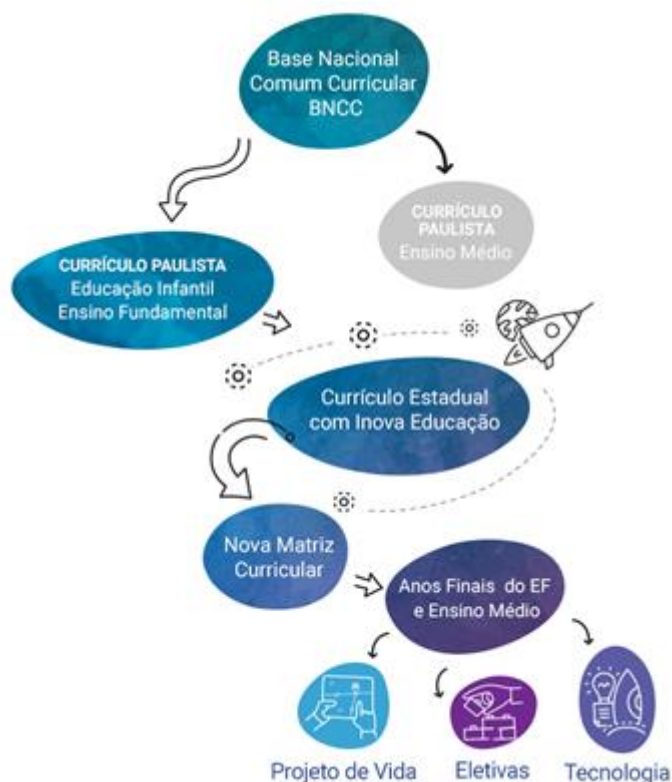 Base Nacional
Comum Curricular
BNCC
CURRÍCULO
PAULISTA
Ensino Médio
CURRÍCULO PAULISTA
Educação Infantil
Ensino Fundamental
Currículo Estadual
com Inova Educação
Nova Matriz
Curricular
Anos Finais do EF
e Ensino Médio
Projeto de Vida
Eletivas
Tecnologia